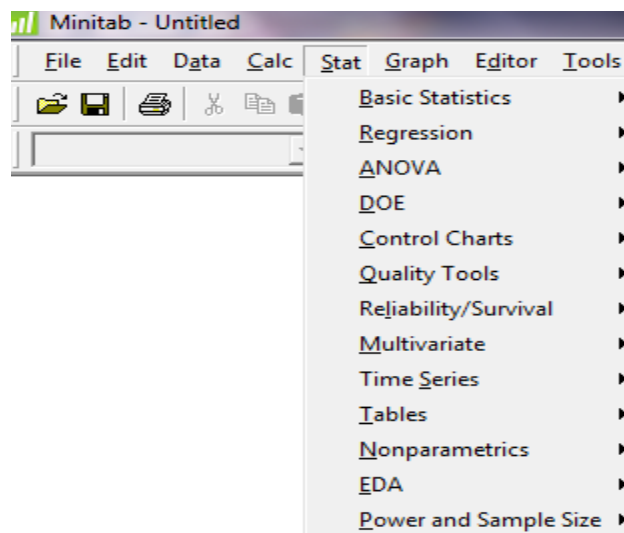 Minitab - Untitled
File Edit Data Calc Stat Graph Editor Tools
Basic Statistics
Regression
ANOVA
DOE
Control Charts
Quality Tools
Reliability/Survival
Multivariate
Time Series
Tables
Nonparametrics
EDA
Power and Sample Size